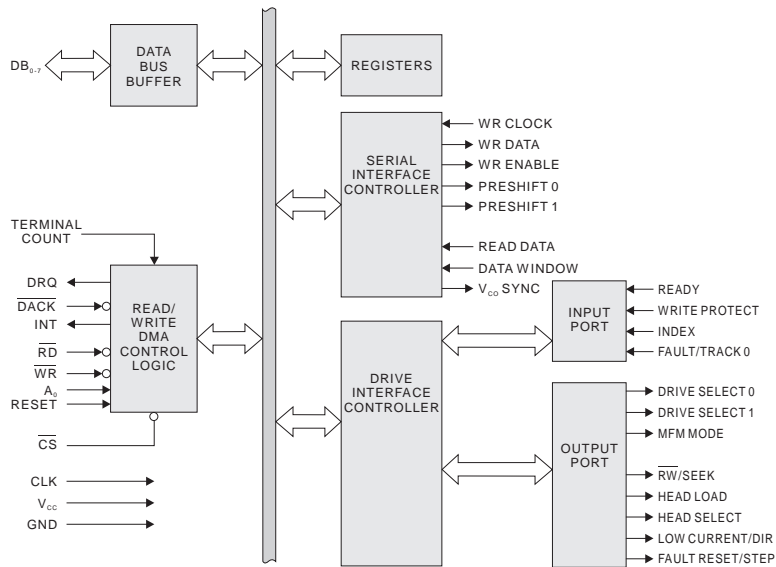 DATA
BUS
BUFFER
DB₀₋₇
REGISTERS
SERIAL
INTERFACE
CONTROLLER
WR CLOCK
WR DATA
WR ENABLE
PRESHIFT 0
PRESHIFT 1
READ DATA
DATA WINDOW
V_CO SYNC
TERMINAL
COUNT
DRQ
DACK
INT
RD
WR
A₀
RESET
CS
READ/
WRITE
DMA
CONTROL
LOGIC
CLK
V_CC
GND
DRIVE
INTERFACE
CONTROLLER
INPUT
PORT
READY
WRITE PROTECT
INDEX
FAULT/TRACK 0
OUTPUT
PORT
DRIVE SELECT 0
DRIVE SELECT 1
MFM MODE
RW/SEEK
HEAD LOAD
HEAD SELECT
LOW CURRENT/DIR
FAULT RESET/STEP